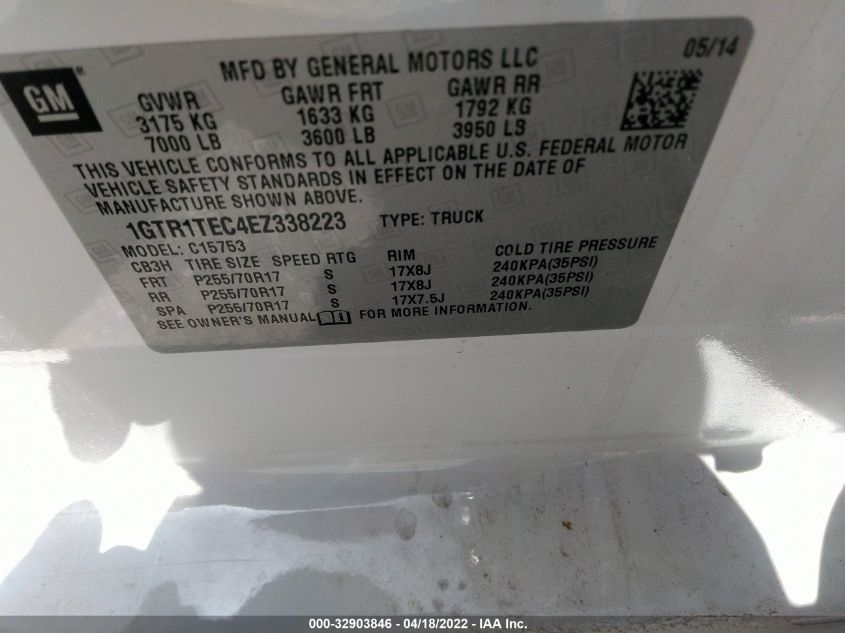 MFD BY GENERAL MOTORS LLC 05/14
GM
GVWR GAWR FRT GAWR RR
3175 KG 1633 KG 1792 KG
7000 LB 3600 LB 3950 LB
THIS VEHICLE CONFORMS TO ALL APPLICABLE U.S. FEDERAL MOTOR
VEHICLE SAFETY STANDARDS IN EFFECT ON THE DATE OF
MANUFACTURE SHOWN ABOVE.
1GTR1TEC4EZ338223 TYPE: TRUCK
MODEL: C15753
CB3H TIRE SIZE SPEED RTG RIM COLD TIRE PRESSURE
FRT P255/70R17 S 17X8J 240KPA(35PSI)
RR P255/70R17 S 17X8J 240KPA(35PSI)
SPA P255/70R17 S 17X7.5J 240KPA(35PSI)
SEE OWNER'S MANUAL FOR MORE INFORMATION.
000-32903846 - 04/18/2022 - IAA Inc.